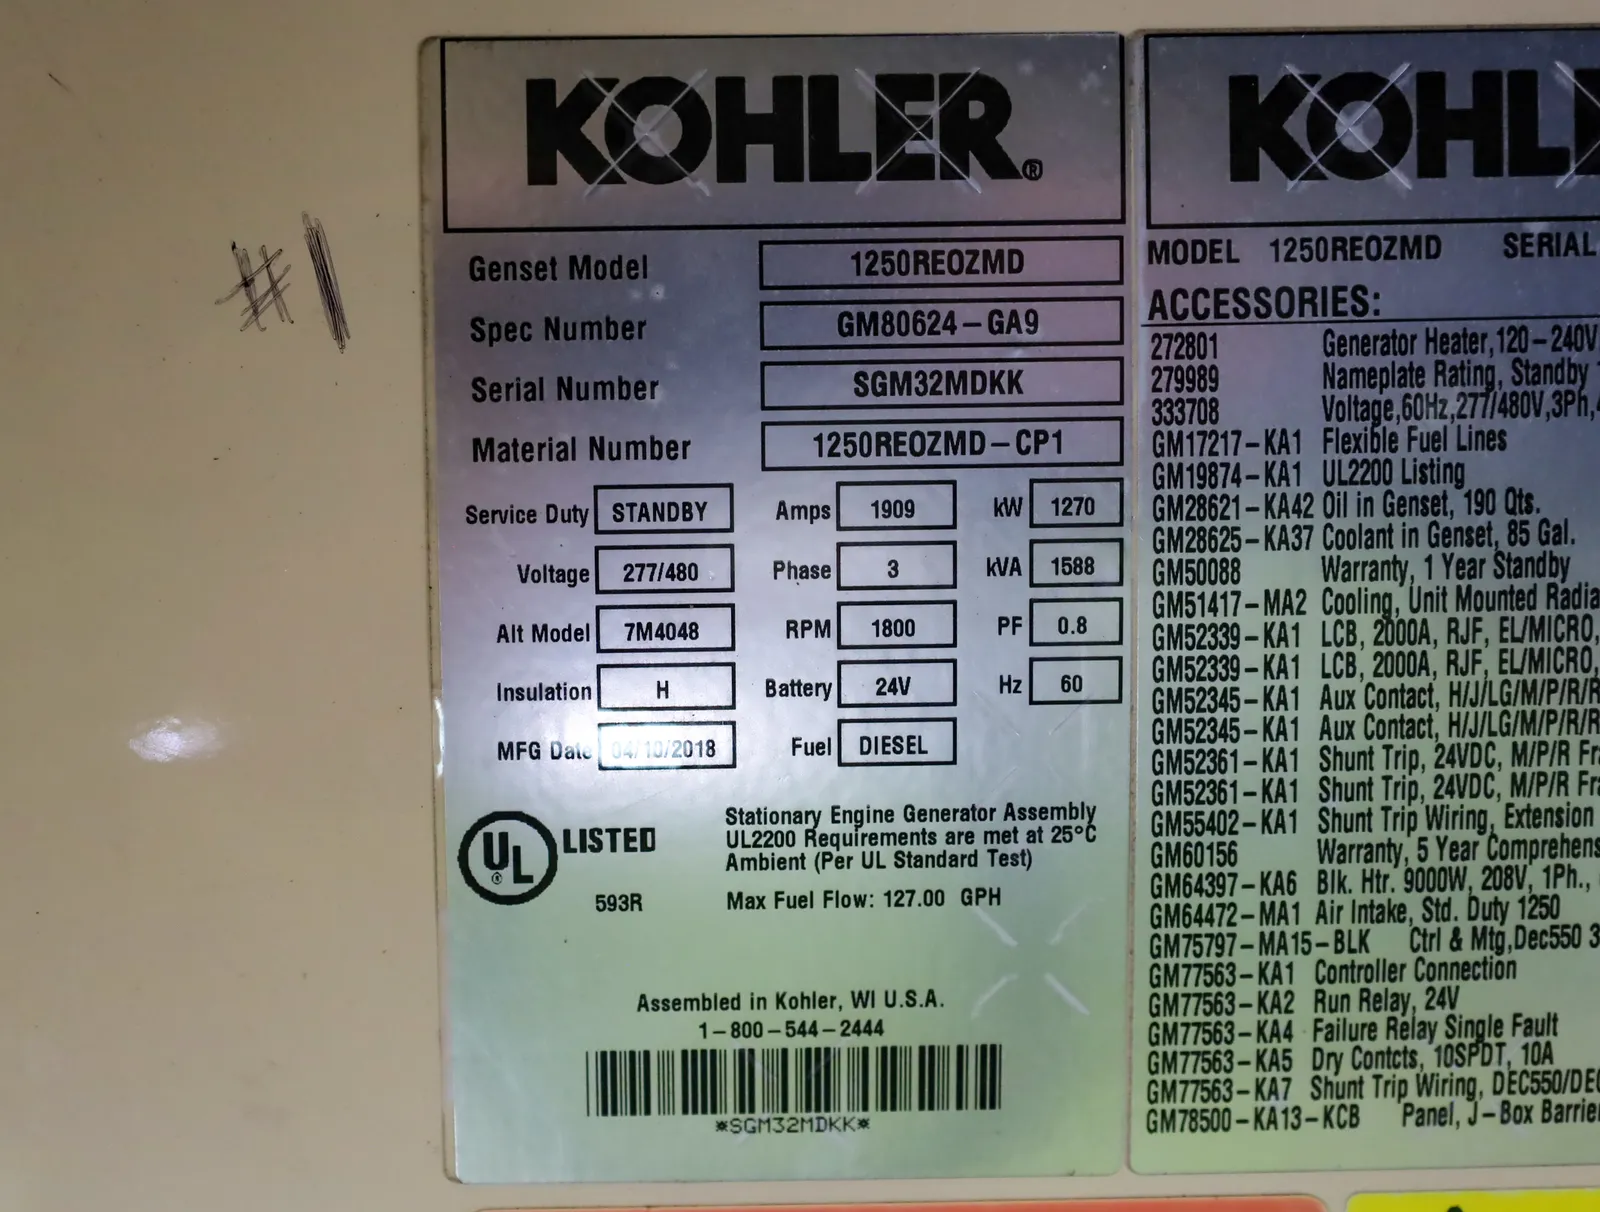 #1
KOHLER®
Genset Model 1250REOZMD
Spec Number GM80624-GA9
Serial Number SGM32MDKK
Material Number 1250REOZMD-CP1
Service Duty STANDBY Amps 1909 kW 1270
Voltage 277/480 Phase 3 kVA 1588
Alt Model 7M4048 RPM 1800 PF 0.8
Insulation H Battery 24V Hz 60
MFG Date 04/10/2018 Fuel DIESEL
UL® LISTED
593R
Stationary Engine Generator Assembly
UL2200 Requirements are met at 25°C
Ambient (Per UL Standard Test)
Max Fuel Flow: 127.00 GPH
Assembled in Kohler, WI U.S.A.
1-800-544-2444
*SGM32MDKK*
KOHL
MODEL 1250REOZMD SERIAL
ACCESSORIES:
272801 Generator Heater,120-240V
279989 Nameplate Rating, Standby
333708 Voltage,60Hz,277/480V,3Ph,
GM17217-KA1 Flexible Fuel Lines
GM19874-KA1 UL2200 Listing
GM28621-KA42 Oil in Genset, 190 Qts.
GM28625-KA37 Coolant in Genset, 85 Gal.
GM50088 Warranty, 1 Year Standby
GM51417-MA2 Cooling, Unit Mounted Radia
GM52339-KA1 LCB, 2000A, RJF, EL/MICRO,
GM52339-KA1 LCB, 2000A, RJF, EL/MICRO,
GM52345-KA1 Aux Contact, H/J/LG/M/P/R/R
GM52345-KA1 Aux Contact, H/J/LG/M/P/R/R
GM52361-KA1 Shunt Trip, 24VDC, M/P/R Fr
GM52361-KA1 Shunt Trip, 24VDC, M/P/R Fra
GM55402-KA1 Shunt Trip Wiring, Extension
GM60156 Warranty, 5 Year Comprehens
GM64397-KA6 Blk. Htr. 9000W, 208V, 1Ph.,
GM64472-MA1 Air Intake, Std. Duty 1250
GM75797-MA15-BLK Ctrl & Mtg,Dec550 3
GM77563-KA1 Controller Connection
GM77563-KA2 Run Relay, 24V
GM77563-KA4 Failure Relay Single Fault
GM77563-KA5 Dry Contcts, 10SPDT, 10A
GM77563-KA7 Shunt Trip Wiring, DEC550/DE
GM78500-KA13-KCB Panel, J-Box Barrie